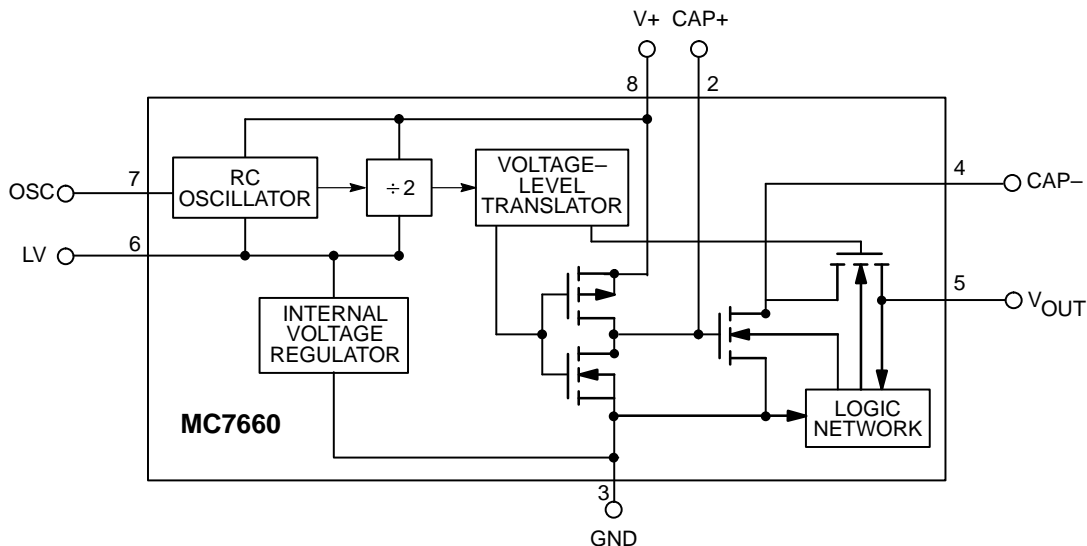 V+ CAP+
8 2
RC
OSCILLATOR
÷2
VOLTAGE–
LEVEL
TRANSLATOR
7
OSC
4
CAP–
6
LV
5
VOUT
INTERNAL
VOLTAGE
REGULATOR
MC7660
LOGIC
NETWORK
3
GND